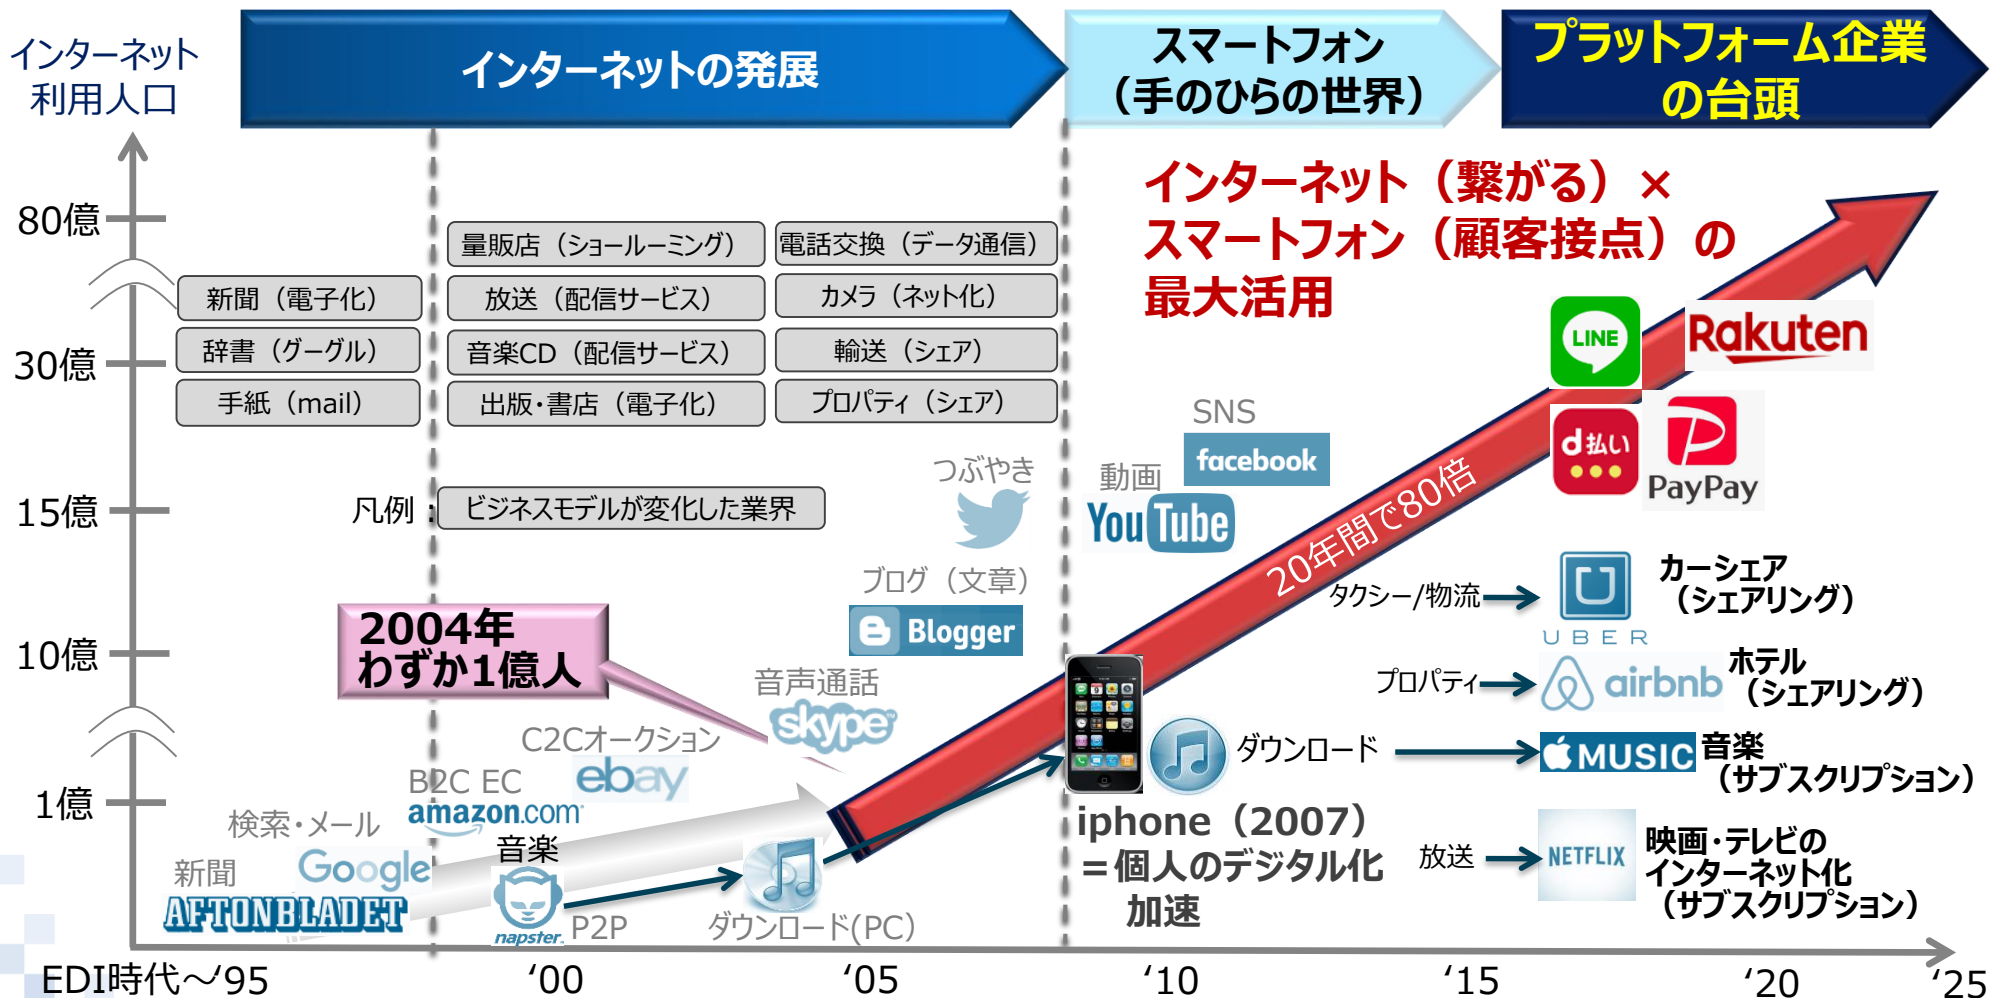 インターネット
利用人口
インターネットの発展
スマートフォン
（手のひらの世界）
プラットフォーム企業
の台頭
インターネット（繋がる）×
スマートフォン（顧客接点）の
最大活用
80億
30億
15億
10億
1億
新聞（電子化）
辞書（グーグル）
手紙（mail）
量販店（ショールーミング）
放送（配信サービス）
音楽CD（配信サービス）
出版・書店（電子化）
電話交換（データ通信）
カメラ（ネット化）
輸送（シェア）
プロパティ（シェア）
凡例：
ビジネスモデルが変化した業界
2004年
わずか1億人
つぶやき
ブログ（文章）
Blogger
音声通話
skype
C2Cオークション
ebay
B2C EC
amazon.com
検索・メール
Google
新聞
AFTONBLADET
音楽
napster.
P2P
ダウンロード(PC)
SNS
facebook
動画
YouTube
20年間で80倍
LINE
Rakuten
d払い
PayPay
タクシー/物流
UBER
カーシェア
（シェアリング）
プロパティ
airbnb
ホテル
（シェアリング）
ダウンロード
MUSIC
音楽
（サブスクリプション）
iphone（2007）
＝個人のデジタル化
加速
放送
NETFLIX
映画・テレビの
インターネット化
（サブスクリプション）
EDI時代～‘95
‘00
‘05
‘10
‘15
‘20
‘25